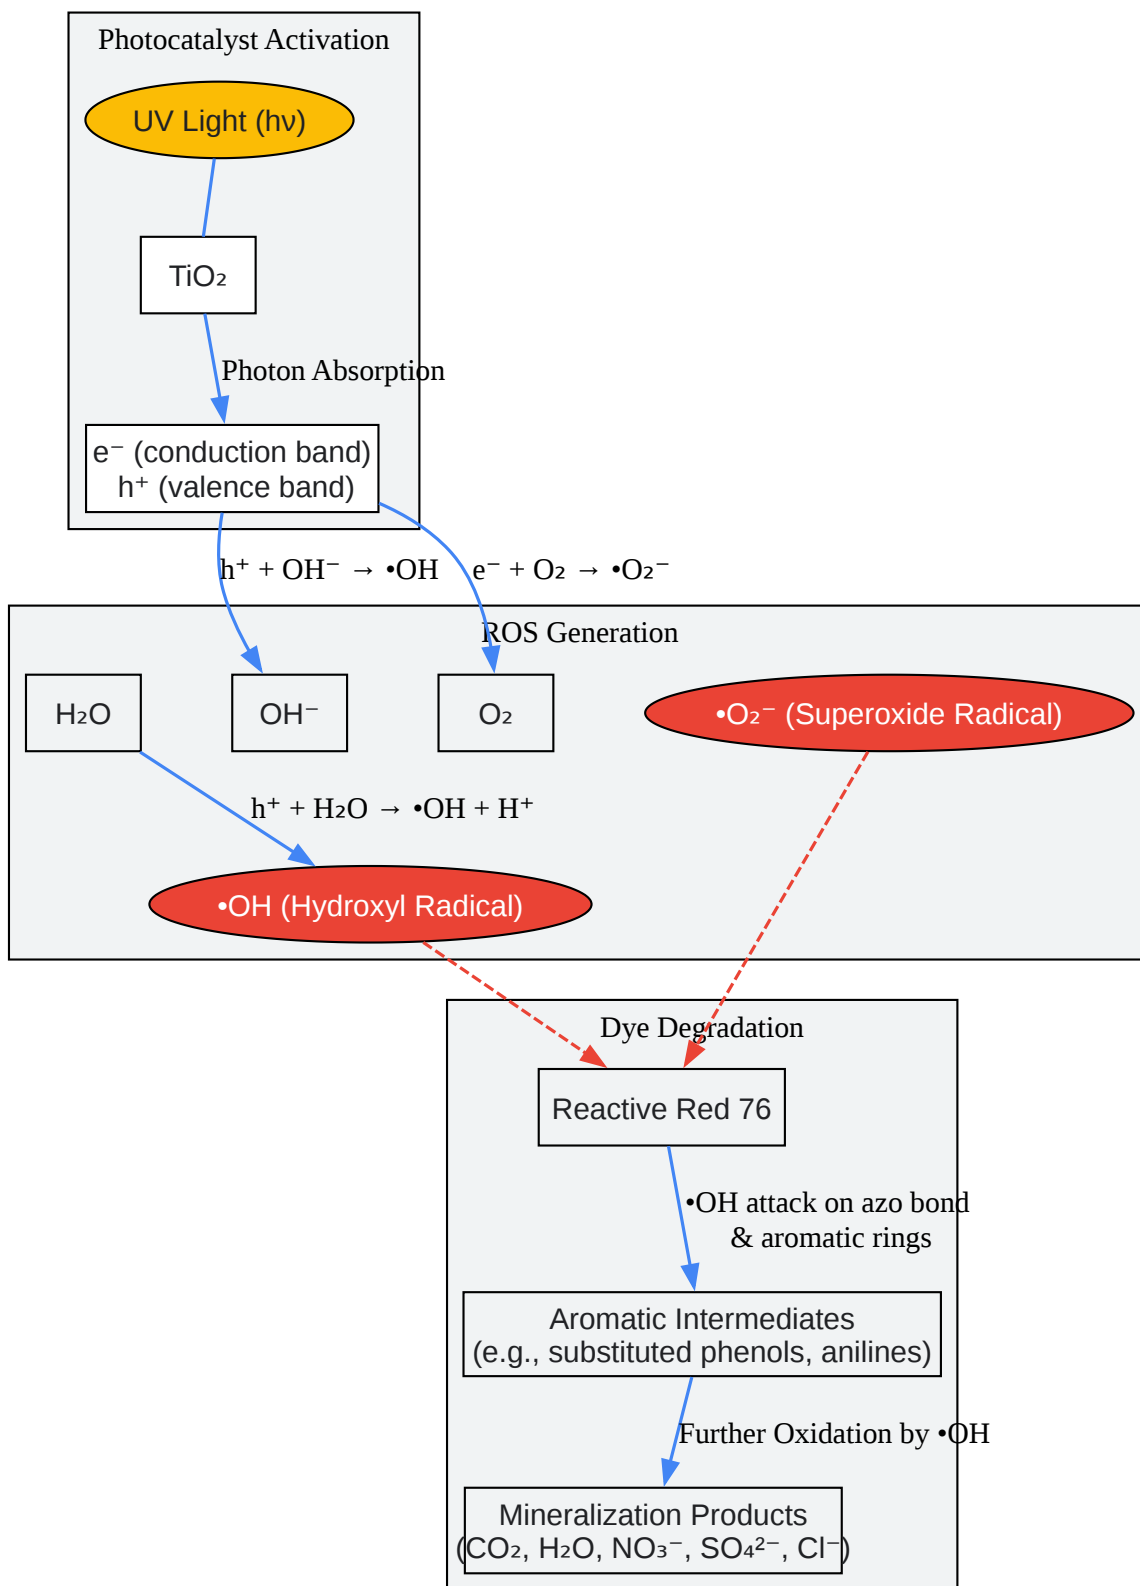 Photocatalyst Activation
UV Light (hν)
TiO₂
Photon Absorption
e⁻ (conduction band)
h⁺ (valence band)
h⁺ + OH⁻ → •OH
e⁻ + O₂ → •O₂⁻
ROS Generation
H₂O
OH⁻
O₂
•O₂⁻ (Superoxide Radical)
h⁺ + H₂O → •OH + H⁺
•OH (Hydroxyl Radical)
Dye Degradation
Reactive Red 76
•OH attack on azo bond
& aromatic rings
Aromatic Intermediates
(e.g., substituted phenols, anilines)
Further Oxidation by •OH
Mineralization Products
(CO₂, H₂O, NO₃⁻, SO₄²⁻, Cl⁻)